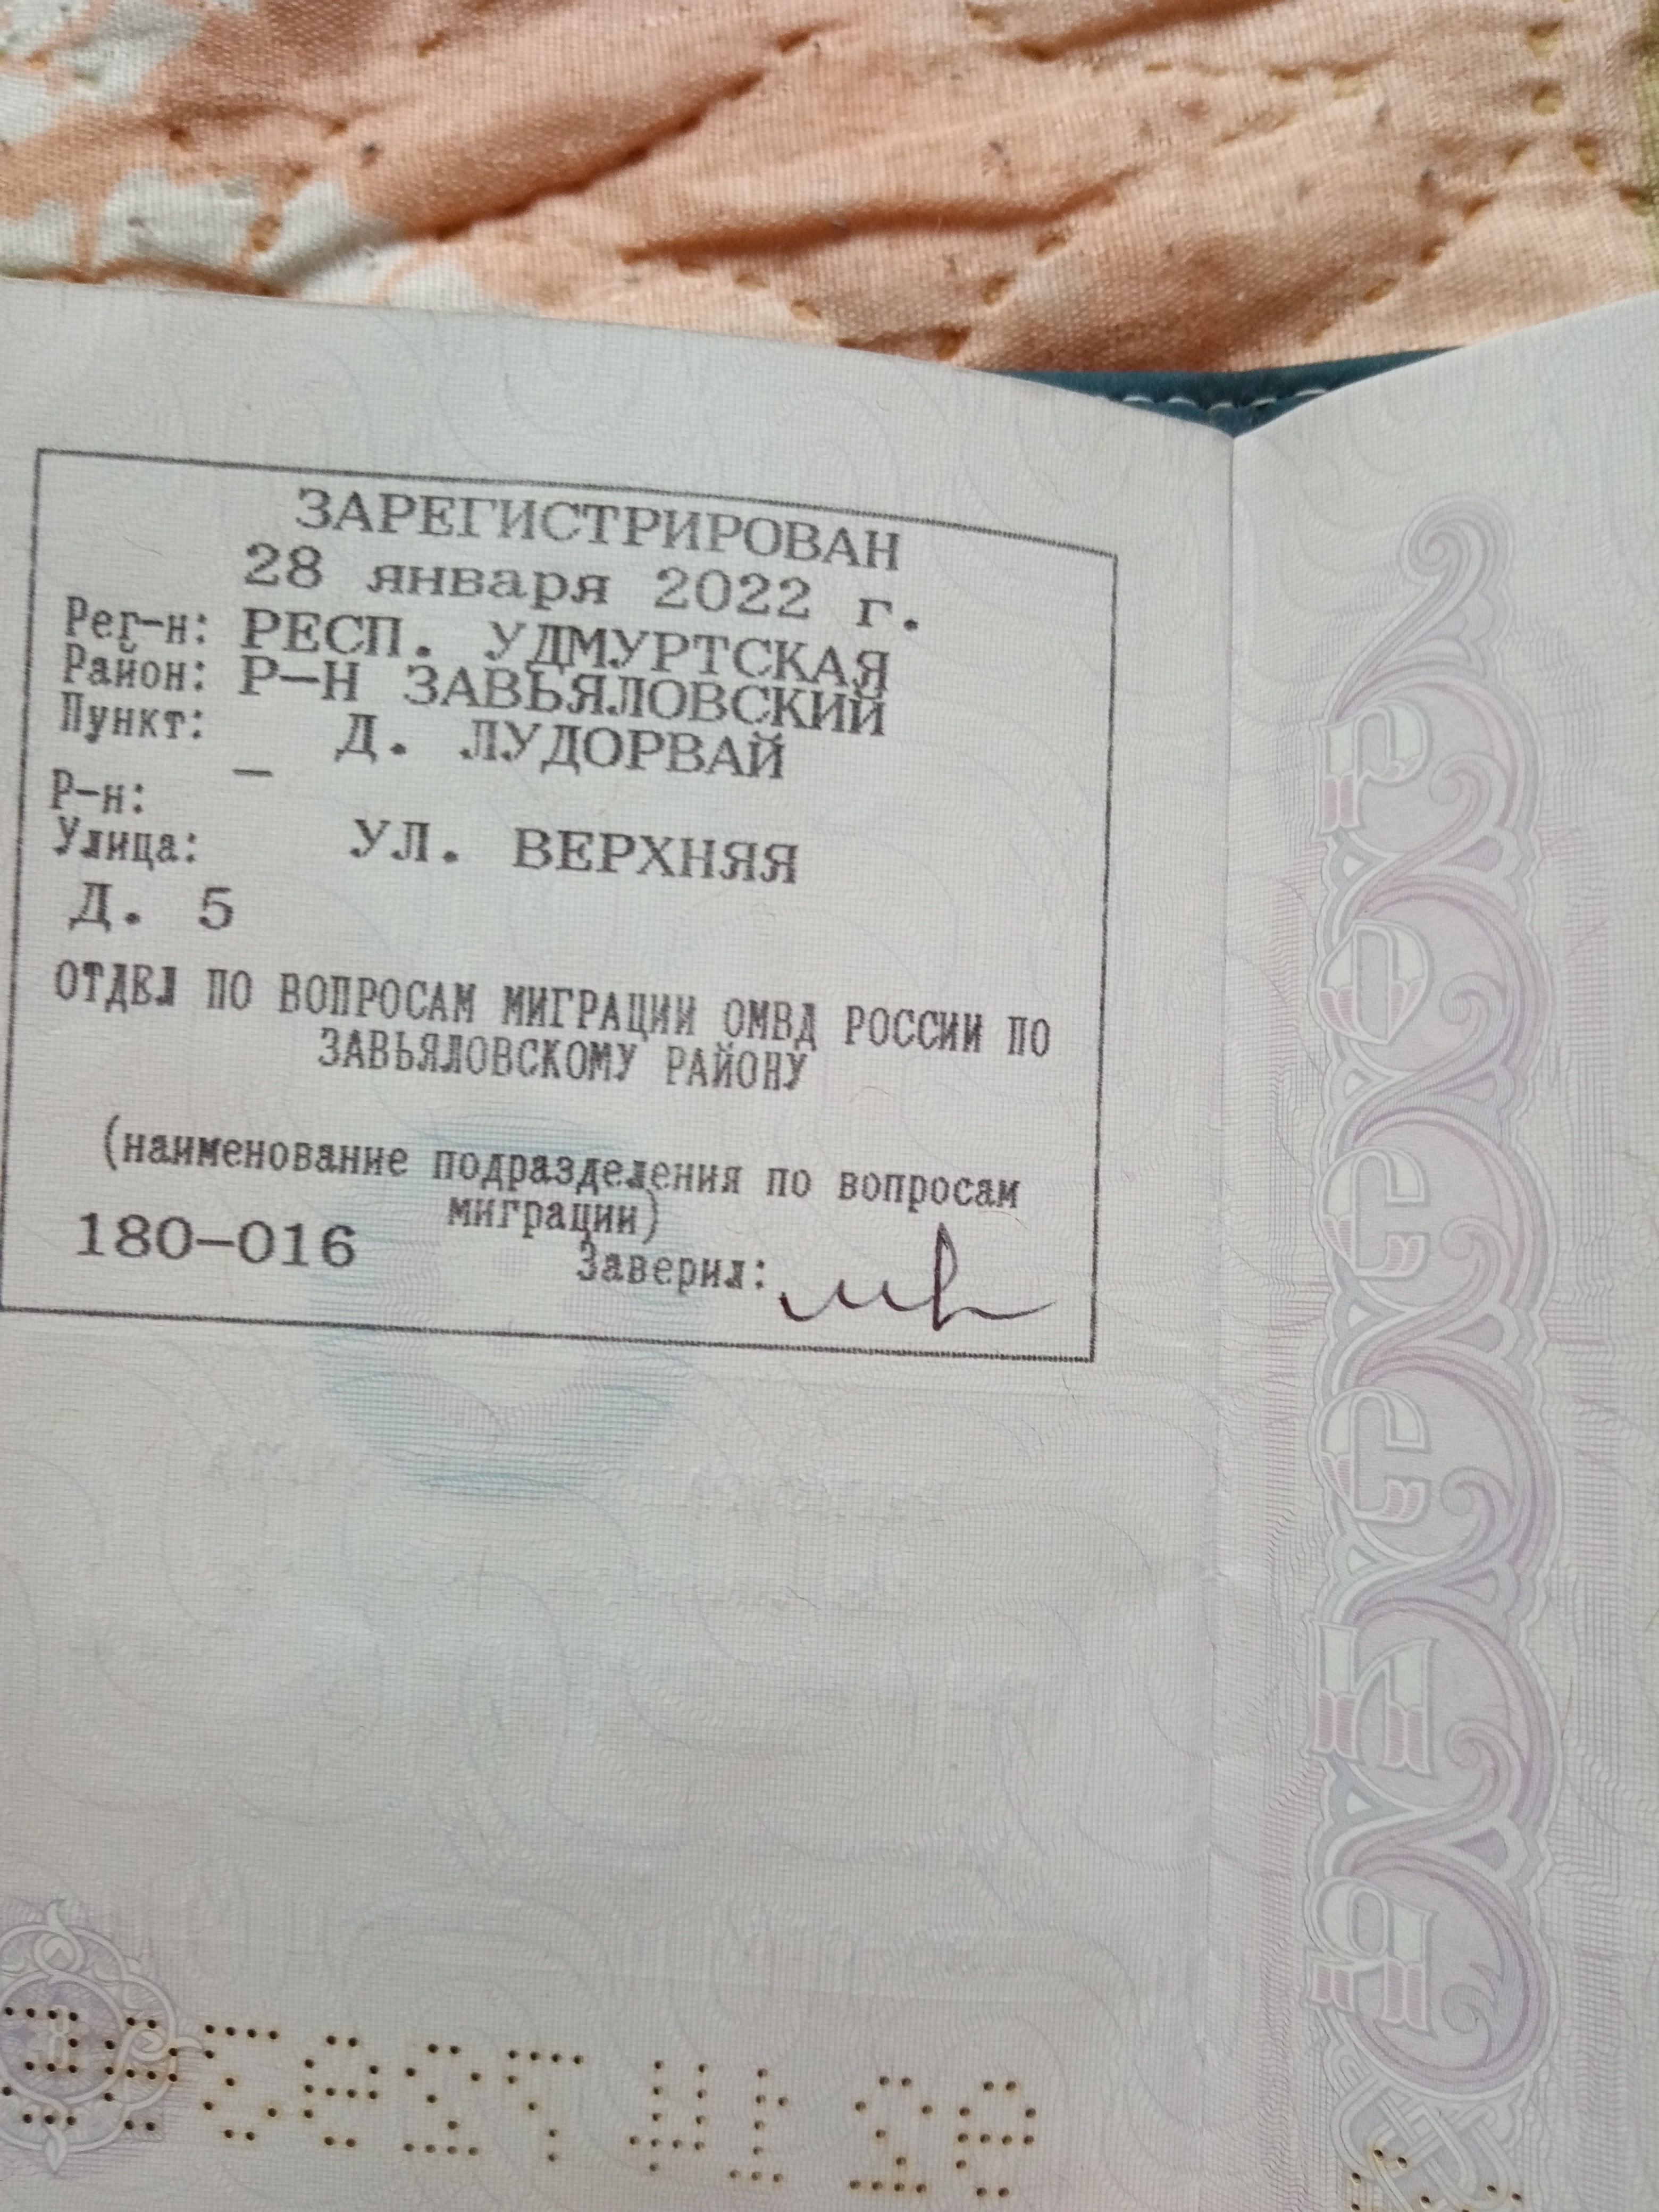 ЗАРЕГИСТРИРОВАН
28 января 2022 г.
Рег-н: РЕСП. УДМУРТСКАЯ
Район: Р-Н ЗАВЬЯЛОВСКИЙ
Пункт: Д. ЛУДОРВАЙ
Р-н: –
Улица: УЛ. ВЕРХНЯЯ
Д. 5
ОТДЕЛ ПО ВОПРОСАМ МИГРАЦИИ ОМВД РОССИИ ПО
ЗАВЬЯЛОВСКОМУ РАЙОНУ
(наименование подразделения по вопросам
миграции)
180-016
Заверил:
РОССИЯ